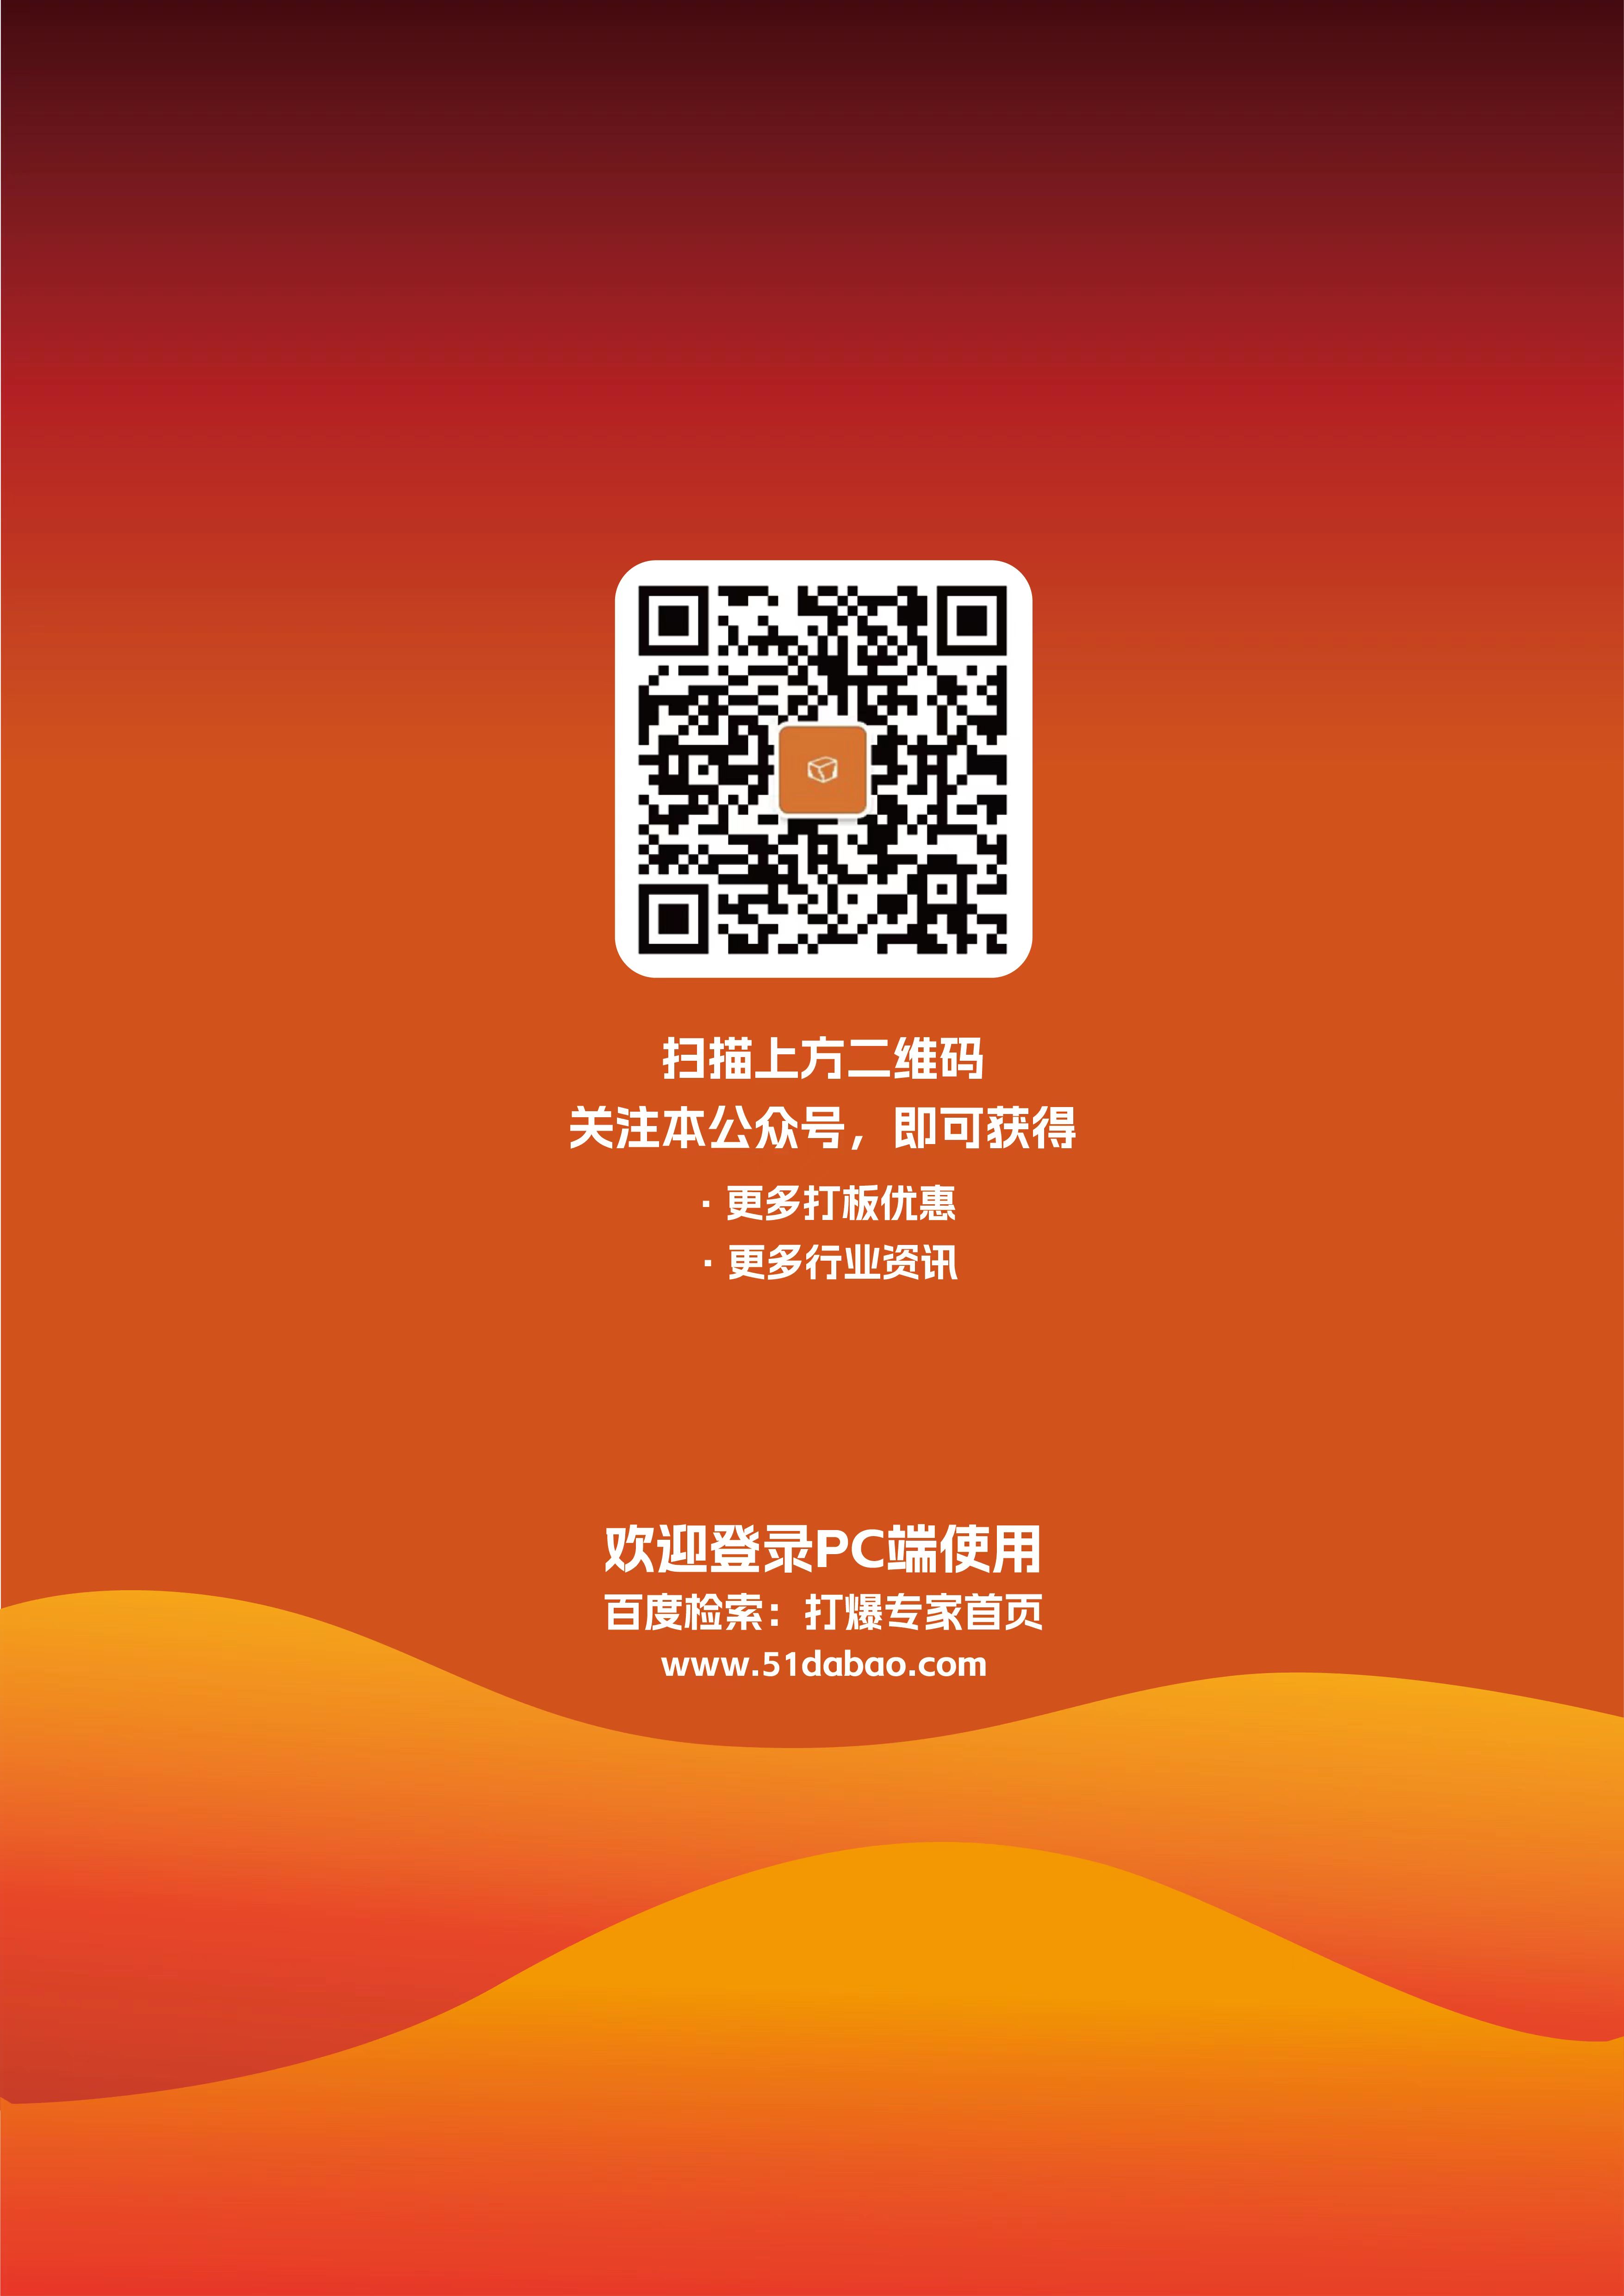 扫描上方二维码
关注本公众号，即可获得
· 更多打板优惠
· 更多行业资讯
欢迎登录PC端使用
百度检索：打爆专家首页
www.51dabao.com